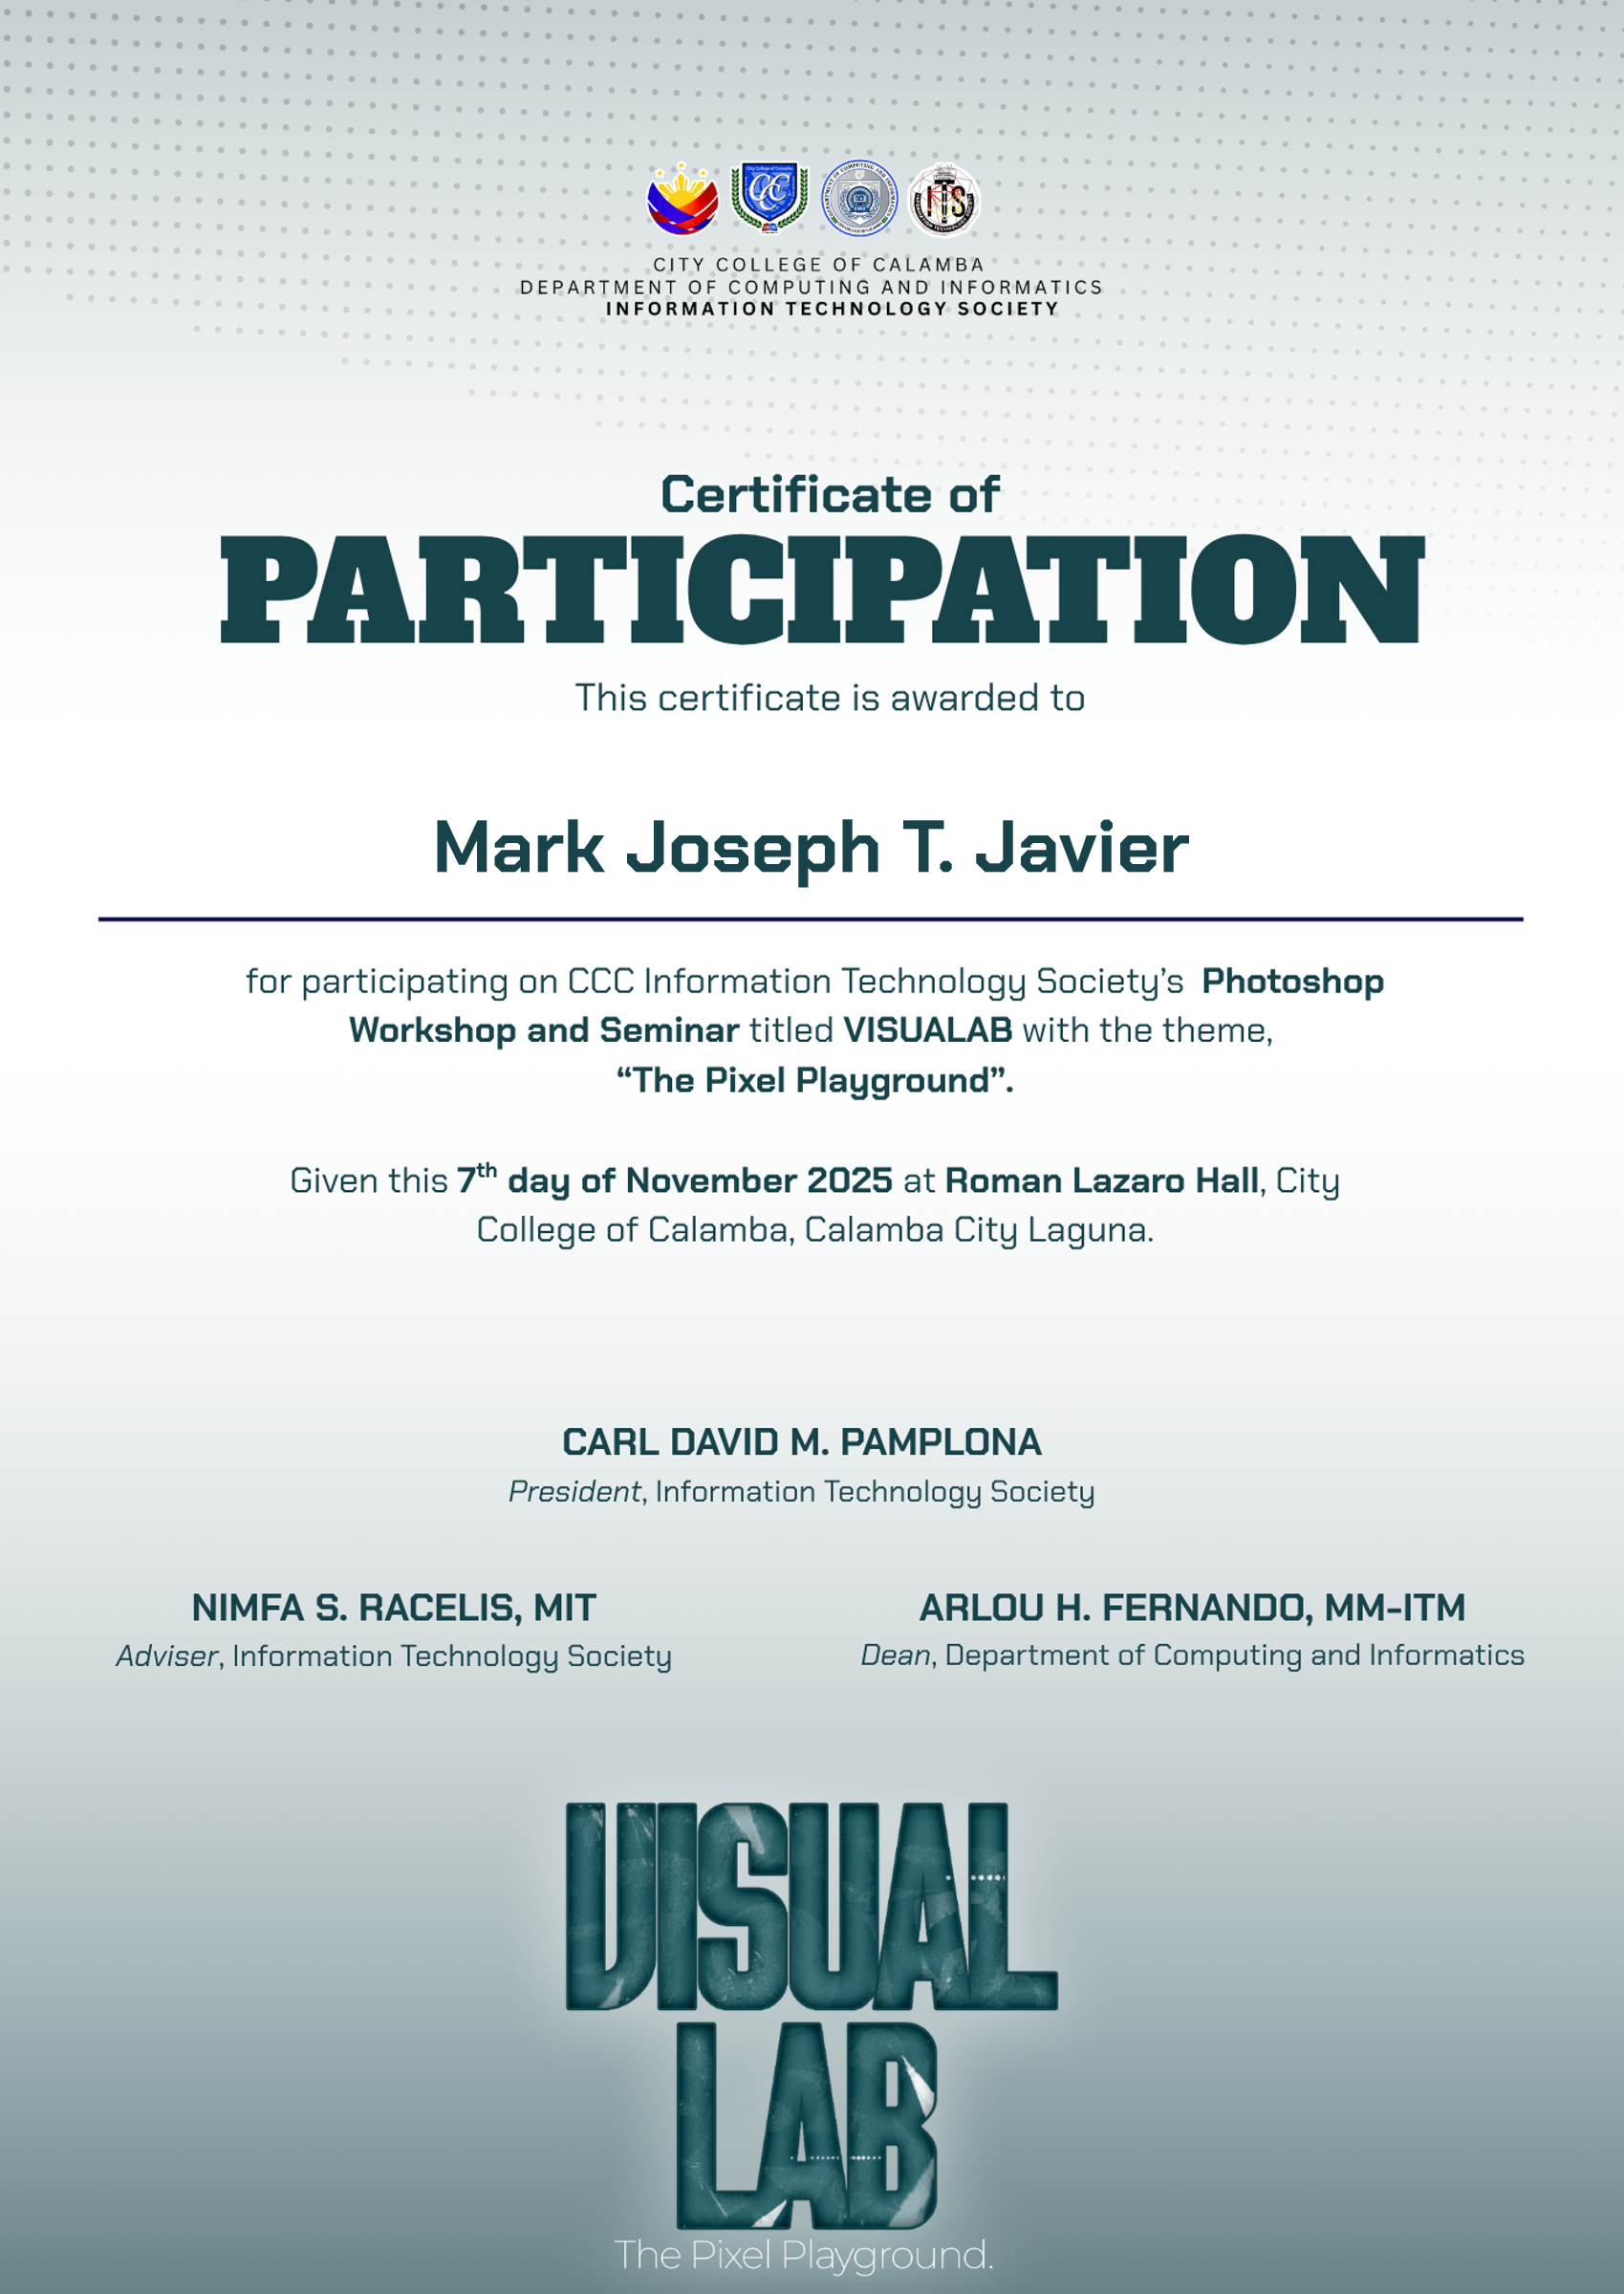 CITY COLLEGE OF CALAMBA
DEPARTMENT OF COMPUTING AND INFORMATICS
INFORMATION TECHNOLOGY SOCIETY
Certificate of
PARTICIPATION
This certificate is awarded to
Mark Joseph T. Javier
for participating on CCC Information Technology Society’s Photoshop
Workshop and Seminar titled VISUALAB with the theme,
“The Pixel Playground”.
Given this 7th day of November 2025 at Roman Lazaro Hall, City
College of Calamba, Calamba City Laguna.
CARL DAVID M. PAMPLONA
President, Information Technology Society
NIMFA S. RACELIS, MIT
Adviser, Information Technology Society
ARLOU H. FERNANDO, MM-ITM
Dean, Department of Computing and Informatics
VISUAL
LAB
The Pixel Playground.